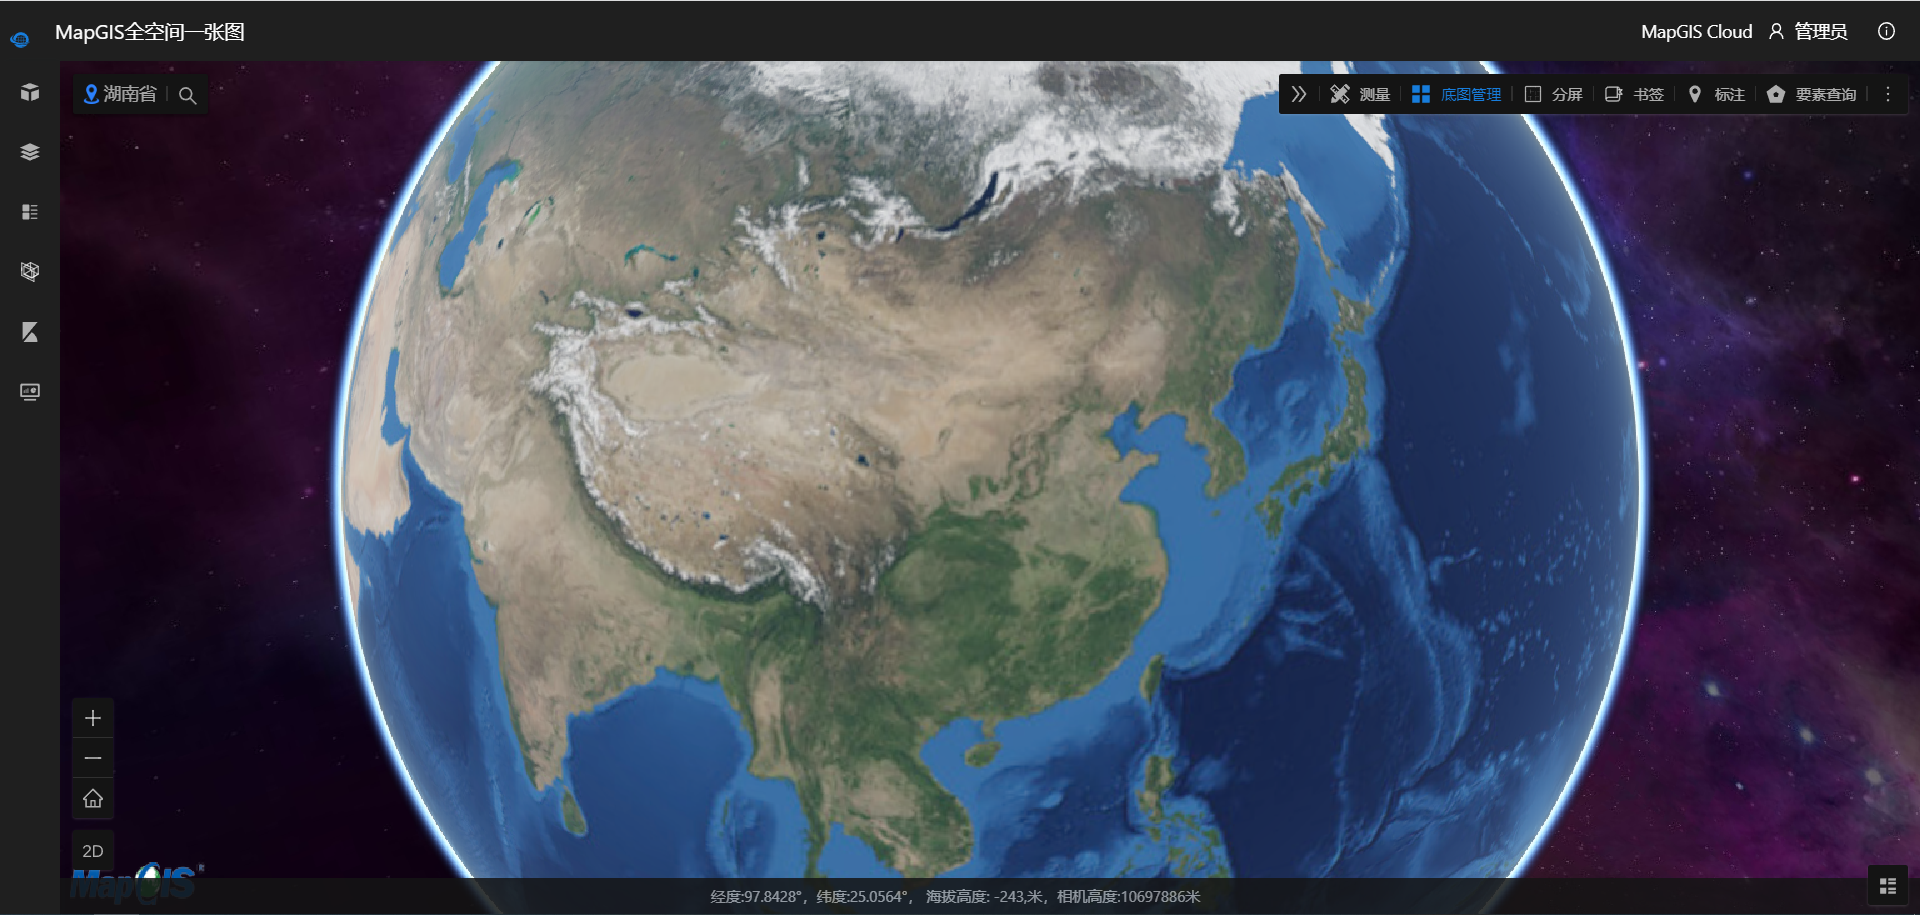 MapGIS全空间一张图
MapGIS Cloud 管理员
湖南省
测量 底图管理 分屏 书签 标注 要素查询
2D
MapGIS
经度:97.8428°, 纬度:25.0564°, 海拔高度: -243,米, 相机高度:10697886米